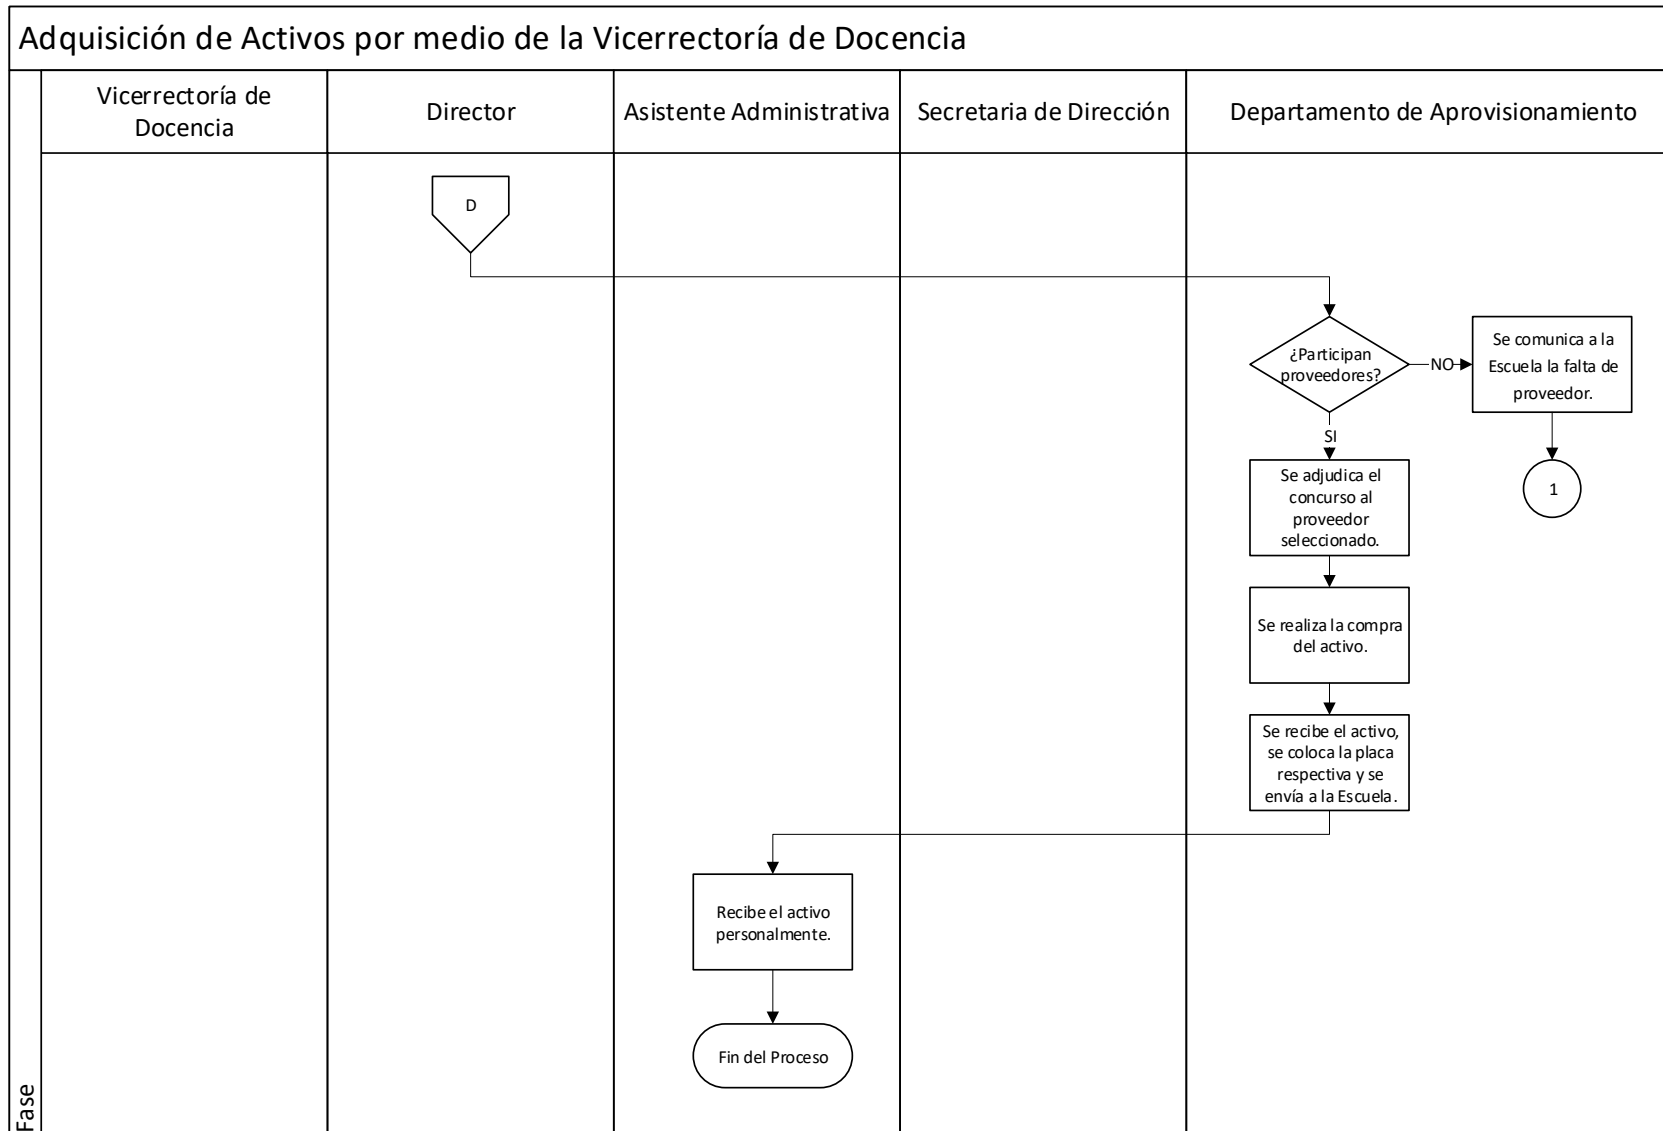 Adquisición de Activos por medio de la Vicerrectoría de Docencia
Vicerrectoría de
Docencia
Director
Asistente Administrativa
Secretaria de Dirección
Departamento de Aprovisionamiento
D
¿Participan
proveedores?
NO
Se comunica a la
Escuela la falta de
proveedor.
SI
1
Se adjudica el
concurso al
proveedor
seleccionado.
Se realiza la compra
del activo.
Se recibe el activo,
se coloca la placa
respectiva y se
envía a la Escuela.
Recibe el activo
personalmente.
Fin del Proceso
Fase